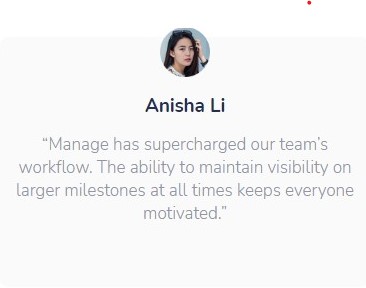 Anisha Li
“Manage has supercharged our team’s
workflow. The ability to maintain visibility on
larger milestones at all times keeps everyone
motivated.”